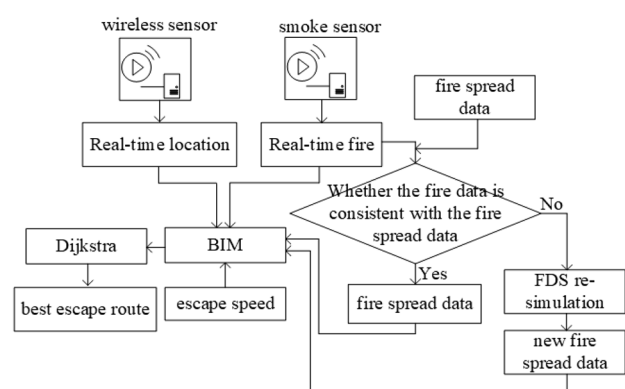 wireless sensor
smoke sensor
fire spread
data
Real-time location
Real-time fire
Whether the fire data is
consistent with the fire
spread data
No
Yes
Dijkstra
BIM
FDS re-
simulation
best escape route
escape speed
fire spread data
new fire
spread data